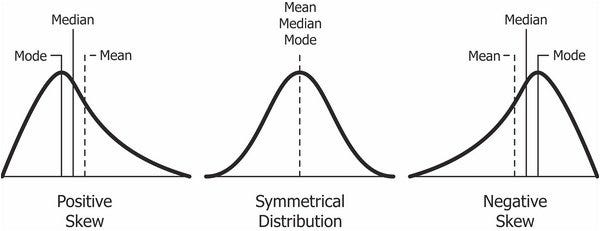 Median
Mode
Mean
Positive
Skew
Mean
Median
Mode
Symmetrical
Distribution
Median
Mean
Mode
Negative
Skew